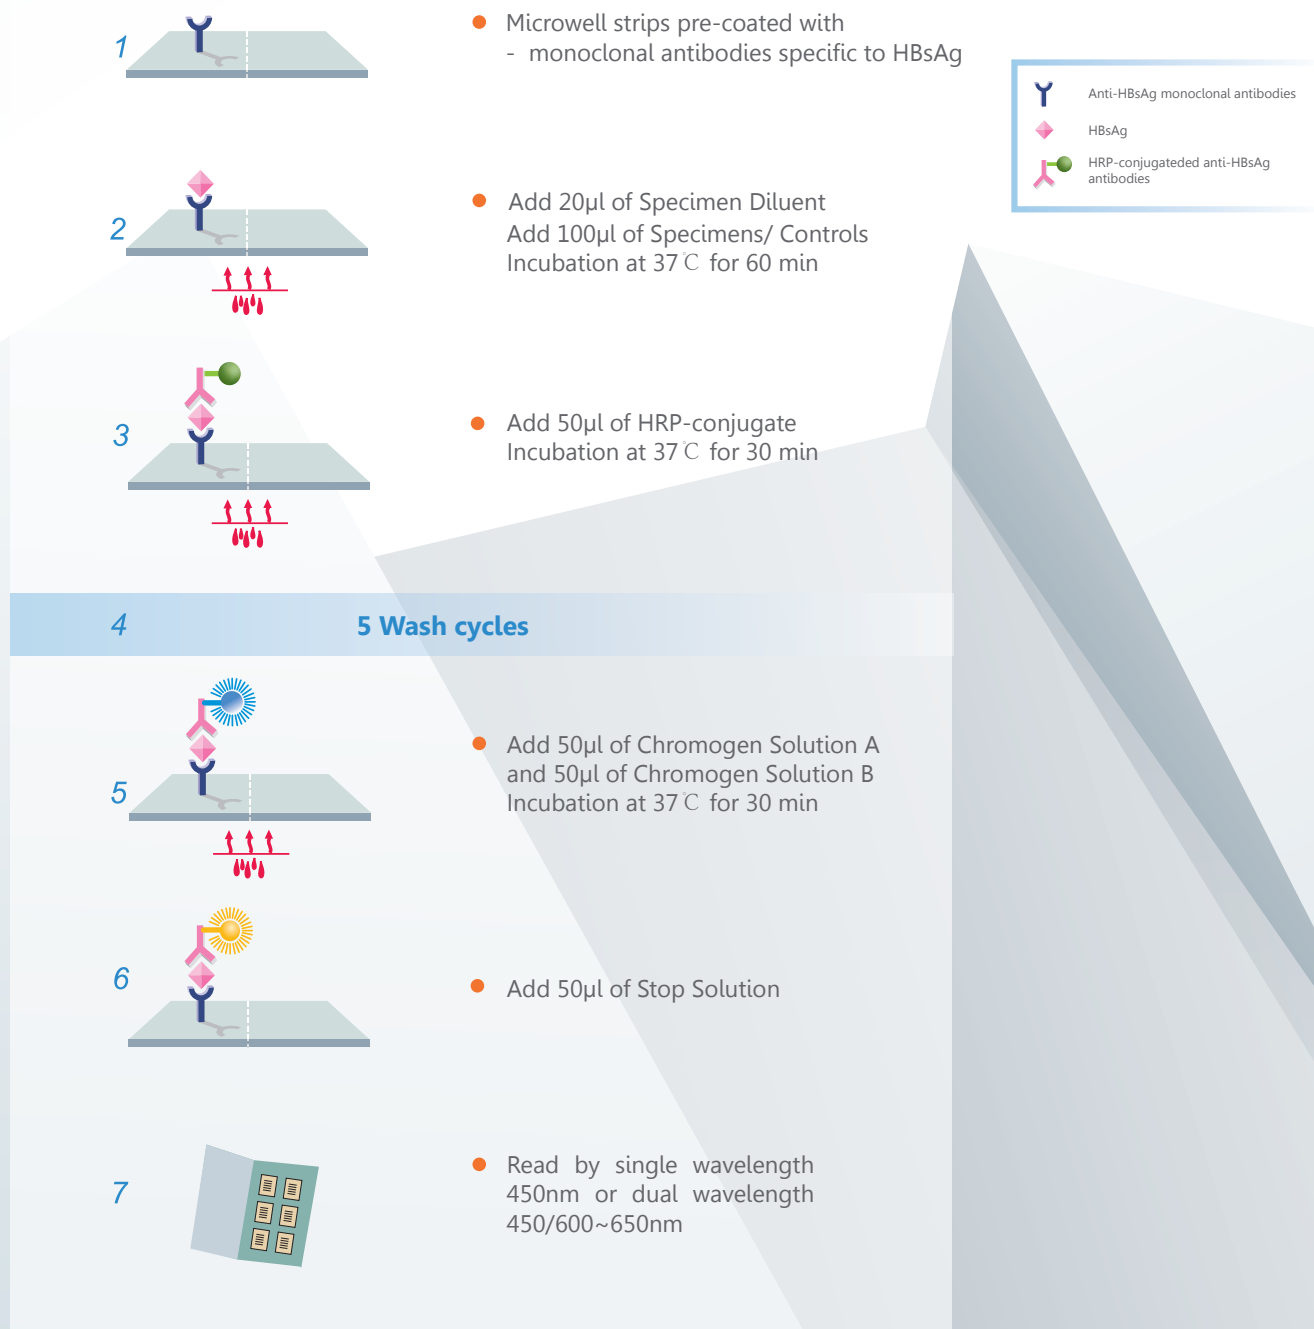 1
● Microwell strips pre-coated with
- monoclonal antibodies specific to HBsAg
Anti-HBsAg monoclonal antibodies
HBsAg
HRP-conjugateded anti-HBsAg
antibodies
2
● Add 20μl of Specimen Diluent
Add 100μl of Specimens/ Controls
Incubation at 37℃ for 60 min
3
● Add 50μl of HRP-conjugate
Incubation at 37℃ for 30 min
4
5 Wash cycles
5
● Add 50μl of Chromogen Solution A
and 50μl of Chromogen Solution B
Incubation at 37℃ for 30 min
6
● Add 50μl of Stop Solution
7
● Read by single wavelength
450nm or dual wavelength
450/600~650nm